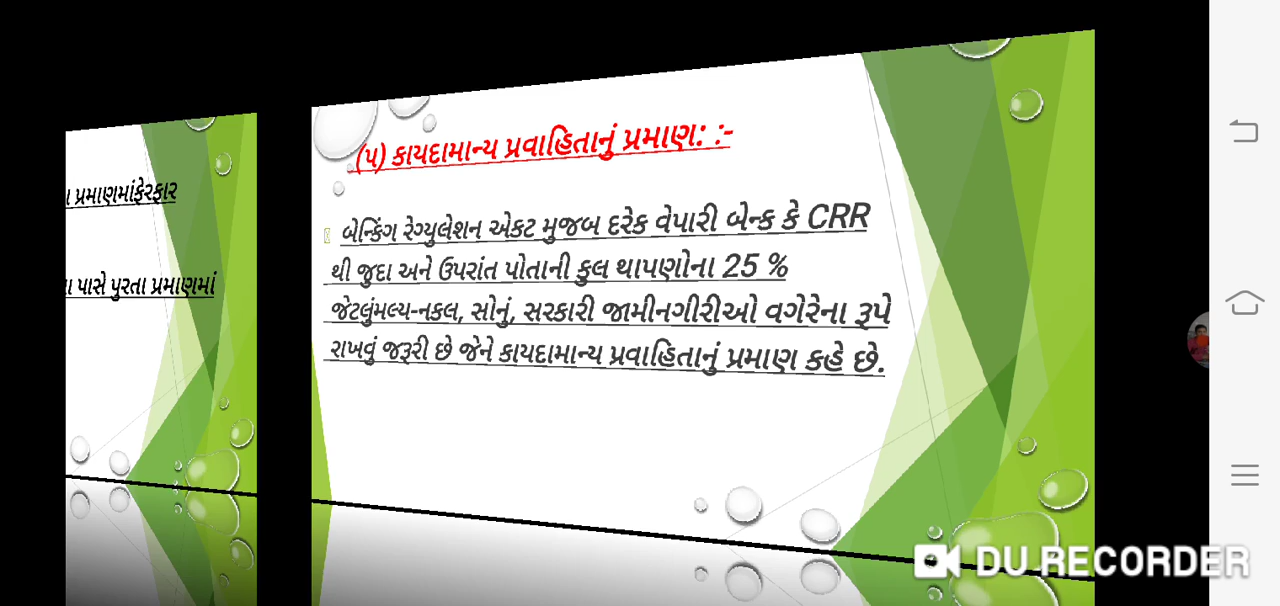 ા પ્રમાણમાંફેરફાર
ા પાસે પુરતા પ્રમાણમાં
(૫) કાયદામાન્ય પ્રવાહિતાનું પ્રમાણ: :-
બેન્કિંગ રેગ્યુલેશન એકટ મુજબ દરેક વેપારી બેન્ક કે CRR
થી જુદા અને ઉપરાંત પોતાની કુલ થાપણોના 25 %
જેટલુંમલ્ય-નકલ, સોનું, સરકારી જામીનગીરીઓ વગેરેના રૂપે
રાખવું જરૂરી છે જેને કાયદામાન્ય પ્રવાહિતાનું પ્રમાણ કહે છે.
DU RECORDER